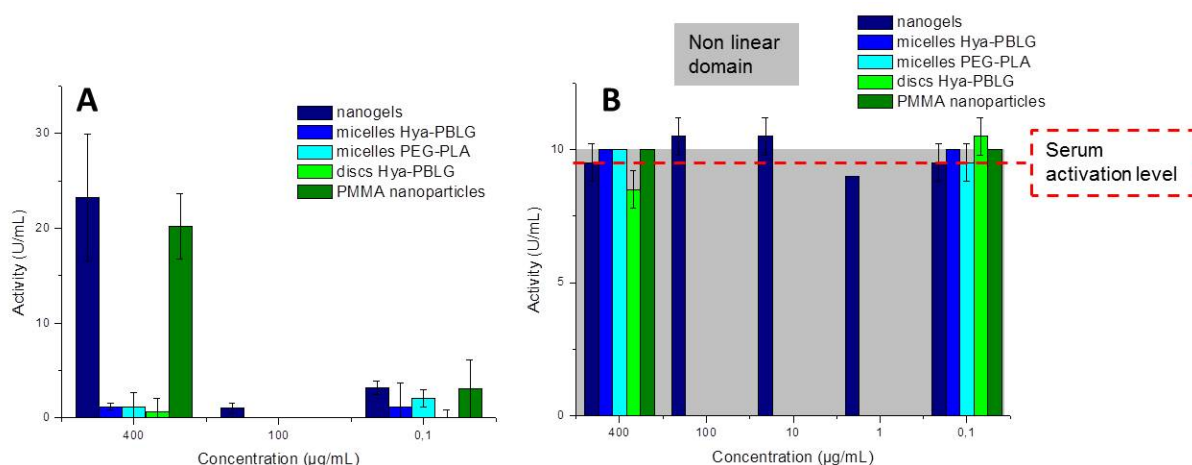 A
nanogels
micelles Hya-PBLG
micelles PEG-PLA
discs Hya-PBLG
PMMA nanoparticles
30
20
10
0
Activity (U/mL)
400
100
0,1
Concentration (µg/mL)
Non linear
domain
nanogels
micelles Hya-PBLG
micelles PEG-PLA
discs Hya-PBLG
PMMA nanoparticles
B
10
5
0
Activity (U/mL)
Serum
activation level
400
100
10
1
0,1
Concentration (µg/mL)